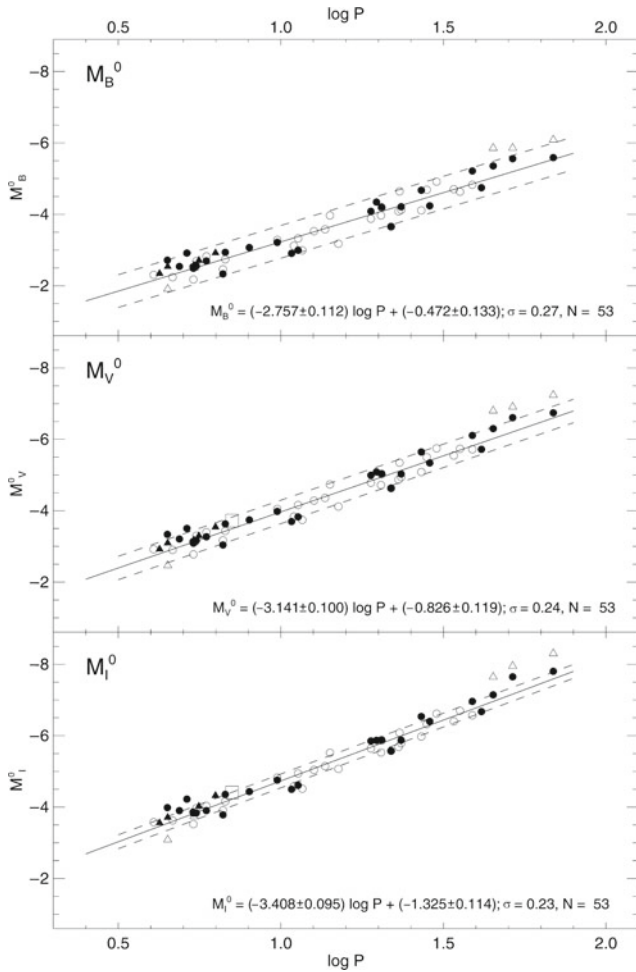 log P
0.5 1.0 1.5 2.0
−8
M_B^0
−6
M^0_B
−4
−2
M_B^0 = (−2.757±0.112) log P + (−0.472±0.133); σ = 0.27, N = 53
−8
M_V^0
−6
M^0_V
−4
−2
M_V^0 = (−3.141±0.100) log P + (−0.826±0.119); σ = 0.24, N = 53
−8
M_I^0
−6
M^0_I
−4
−2
M_I^0 = (−3.408±0.095) log P + (−1.325±0.114); σ = 0.23, N = 53
0.5 1.0 1.5 2.0
log P